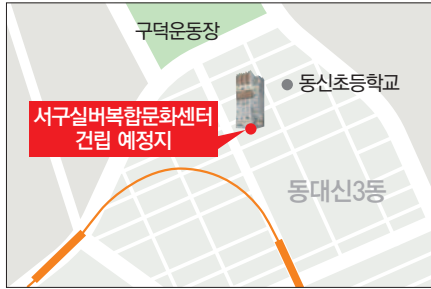 구덕운동장
동신초등학교
서구실버복합문화센터
건립 예정지
동대신3동